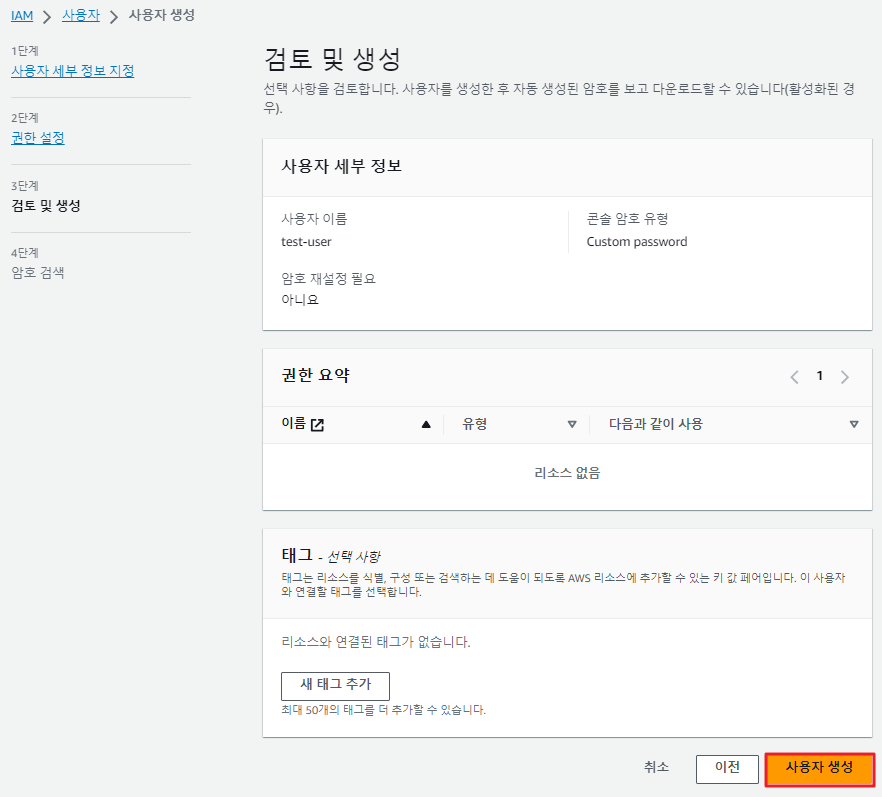 IAM > 사용자 > 사용자 생성
1단계
사용자 세부 정보 지정
2단계
권한 설정
3단계
검토 및 생성
4단계
암호 검색
검토 및 생성
선택 사항을 검토합니다. 사용자를 생성한 후 자동 생성된 암호를 보고 다운로드할 수 있습니다(활성화된 경
우).
사용자 세부 정보
사용자 이름
test-user
콘솔 암호 유형
Custom password
암호 재설정 필요
아니요
권한 요약
< 1 >
이름 유형 다음과 같이 사용
리소스 없음
태그 - 선택 사항
태그는 리소스를 식별, 구성 또는 검색하는 데 도움이 되도록 AWS 리소스에 추가할 수 있는 키 값 페어입니다. 이 사용자
와 연결할 태그를 선택합니다.
리소스와 연결된 태그가 없습니다.
새 태그 추가
최대 50개의 태그를 더 추가할 수 있습니다.
취소 이전 사용자 생성